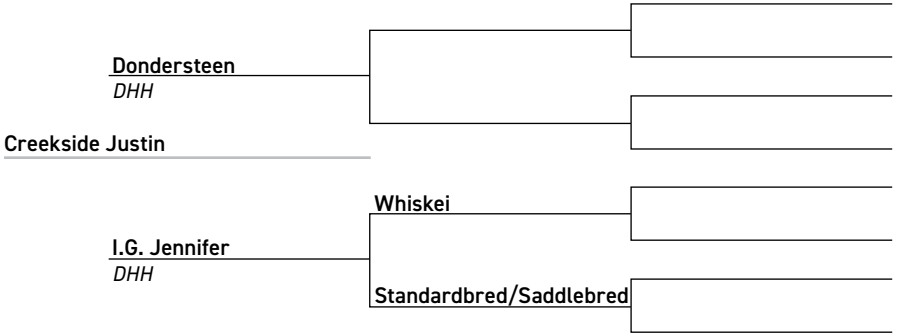 Dondersteen
DHH
Creekside Justin
Whiskei
I.G. Jennifer
DHH
Standardbred/Saddlebred